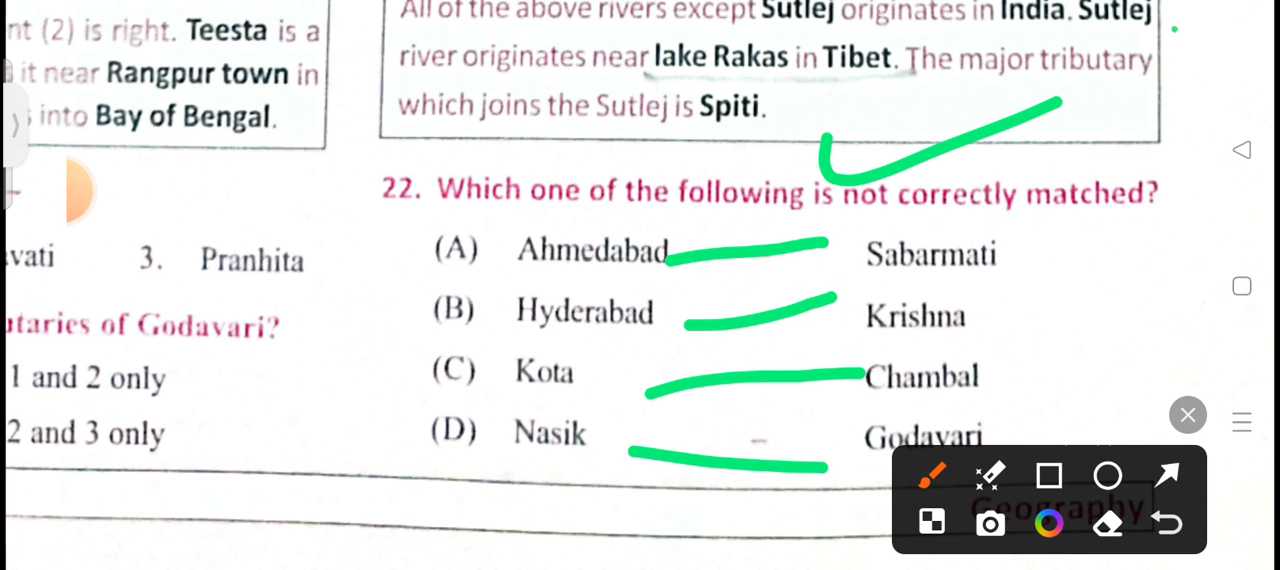 nt (2) is right. Teesta is a
it near Rangpur town in
into Bay of Bengal.
All of the above rivers except Sutlej originates in India. Sutlej
river originates near lake Rakas in Tibet. The major tributary
which joins the Sutlej is Spiti.
vati 3. Pranhita
utaries of Godavari?
1 and 2 only
2 and 3 only
22. Which one of the following is not correctly matched?
(A) Ahmedabad Sabarmati
(B) Hyderabad Krishna
(C) Kota Chambal
(D) Nasik – Godavari
Geography